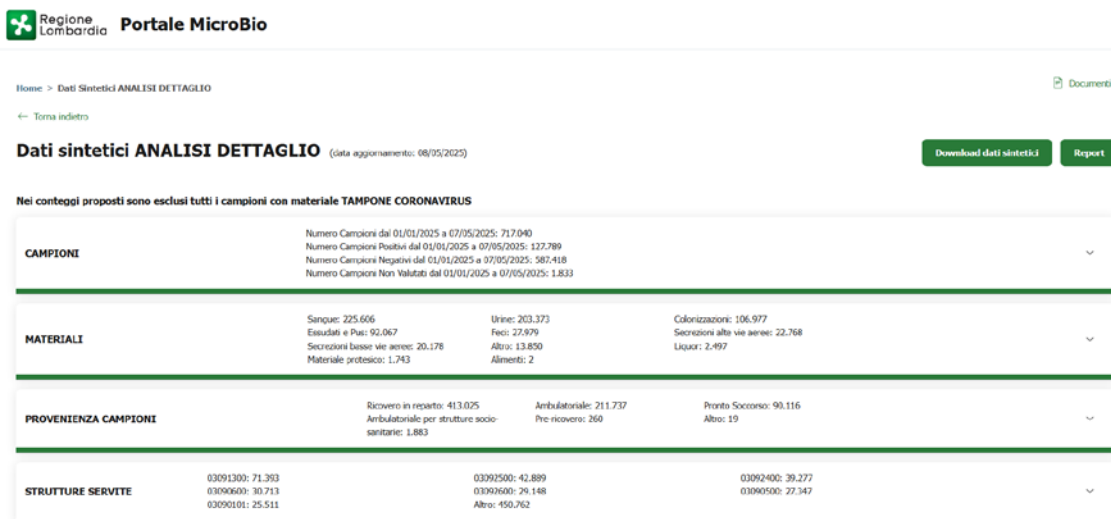 Regione
Lombardia
Portale MicroBio
Home > Dati Sintetici ANALISI DETTAGLIO
Documenti
← Torna indietro
Dati sintetici ANALISI DETTAGLIO (data aggiornamento: 08/05/2025)
Download dati sintetici
Report
Nei conteggi proposti sono esclusi tutti i campioni con materiale TAMPONE CORONAVIRUS
CAMPIONI
Numero Campioni dal 01/01/2025 a 07/05/2025: 717.040
Numero Campioni Positivi dal 01/01/2025 a 07/05/2025: 127.789
Numero Campioni Negativi dal 01/01/2025 a 07/05/2025: 587.418
Numero Campioni Non Valutati dal 01/01/2025 a 07/05/2025: 1.833
MATERIALI
Sangue: 225.606 Urine: 203.373 Colonizzazioni: 106.977
Essudati e Pus: 92.067 Feci: 27.979 Secrezioni alte vie aeree: 22.768
Secrezioni basse vie aeree: 20.178 Altro: 13.850 Liquor: 2.497
Materiale protesico: 1.743 Alimenti: 2
PROVENIENZA CAMPIONI
Ricovero in reparto: 413.025 Ambulatoriale: 211.737 Pronto Soccorso: 90.116
Ambulatoriale per strutture socio- Pre-ricovero: 260 Altro: 19
sanitarie: 1.883
STRUTTURE SERVITE
03091300: 71.393 03092500: 42.889 03092400: 39.277
03090600: 30.713 03092600: 29.148 03090500: 27.347
03090101: 25.511 Altro: 450.762